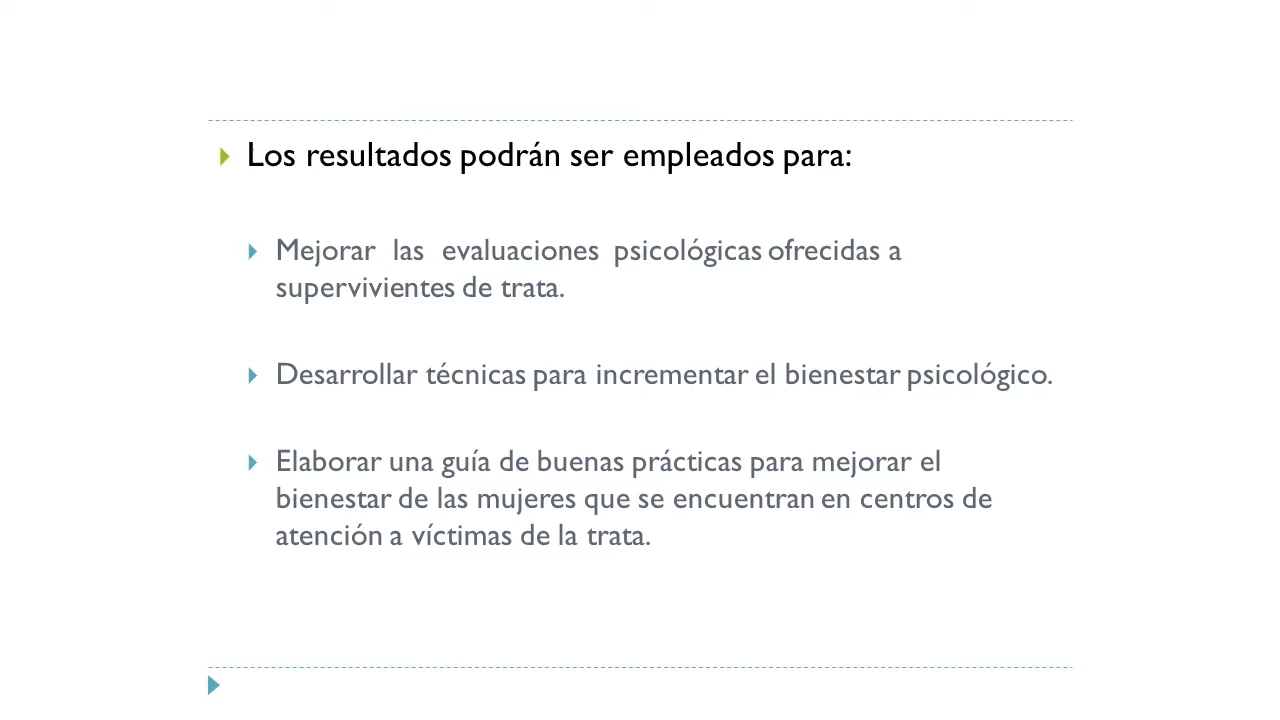 Los resultados podrán ser empleados para:
Mejorar las evaluaciones psicológicas ofrecidas a
supervivientes de trata.
Desarrollar técnicas para incrementar el bienestar psicológico.
Elaborar una guía de buenas prácticas para mejorar el
bienestar de las mujeres que se encuentran en centros de
atención a víctimas de la trata.